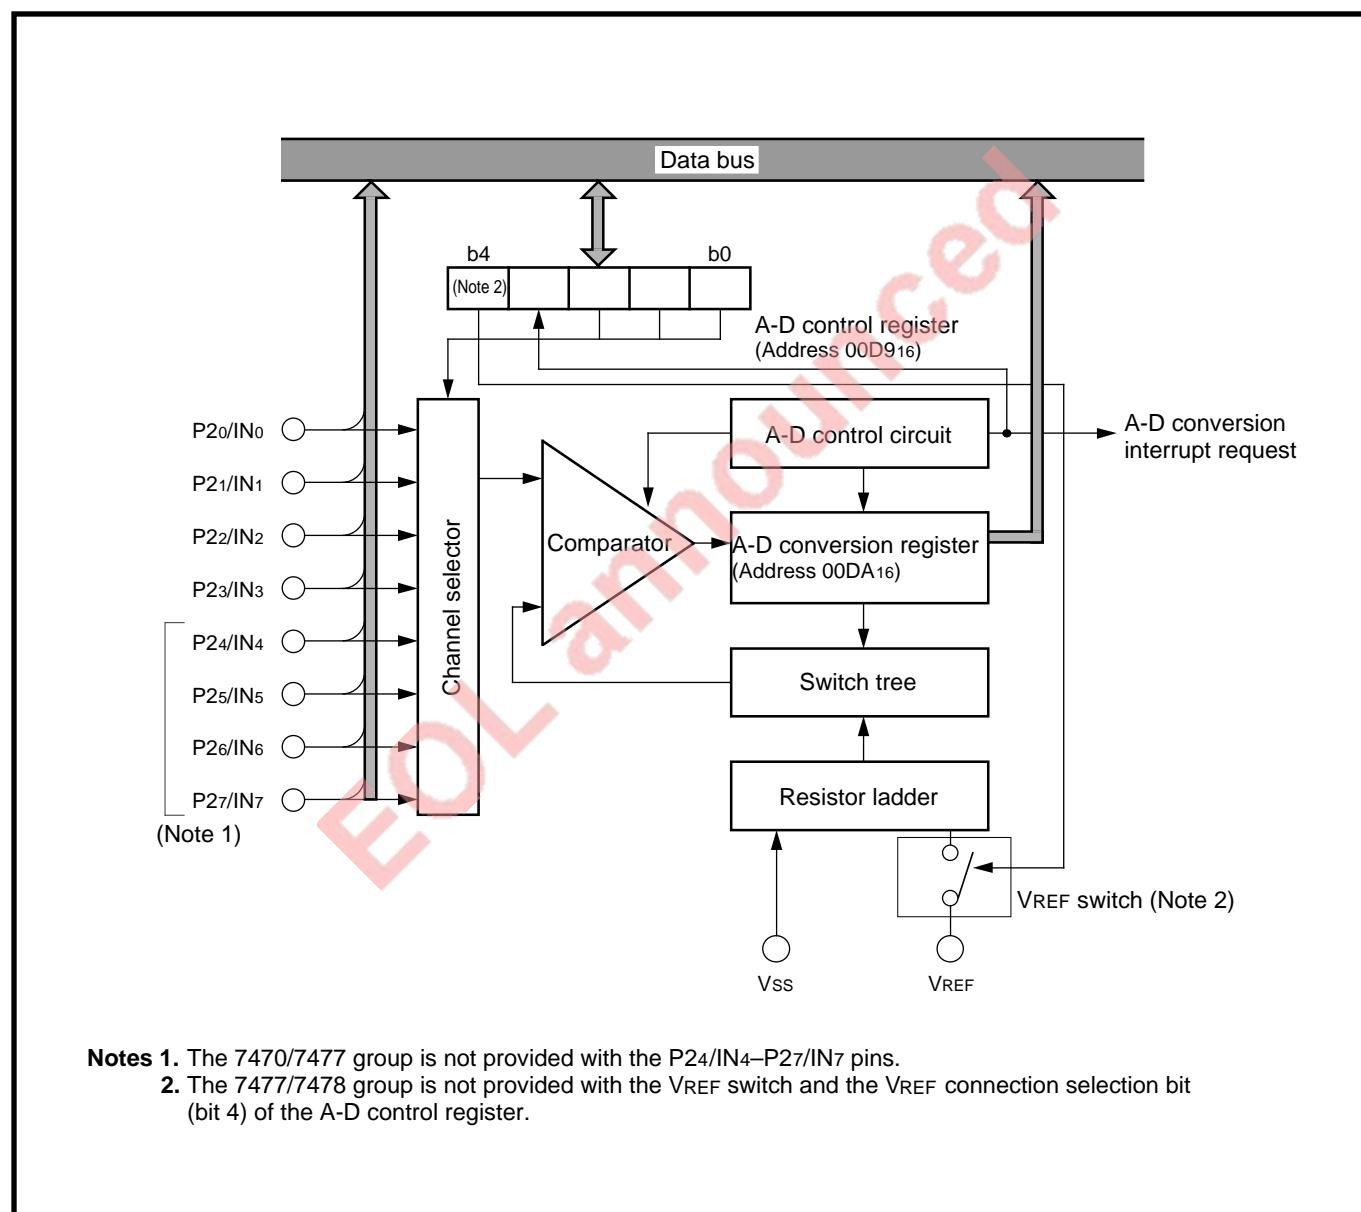 Data bus
b4
b0
(Note 2)
A-D control register
(Address 00D916)
P20/IN0
P21/IN1
P22/IN2
P23/IN3
P24/IN4
P25/IN5
P26/IN6
P27/IN7
(Note 1)
Channel selector
Comparator
A-D control circuit
A-D conversion
interrupt request
A-D conversion register
(Address 00DA16)
Switch tree
Resistor ladder
VREF switch (Note 2)
VSS
VREF
EOL announced
Notes 1. The 7470/7477 group is not provided with the P24/IN4–P27/IN7 pins.
2. The 7477/7478 group is not provided with the VREF switch and the VREF connection selection bit
(bit 4) of the A-D control register.